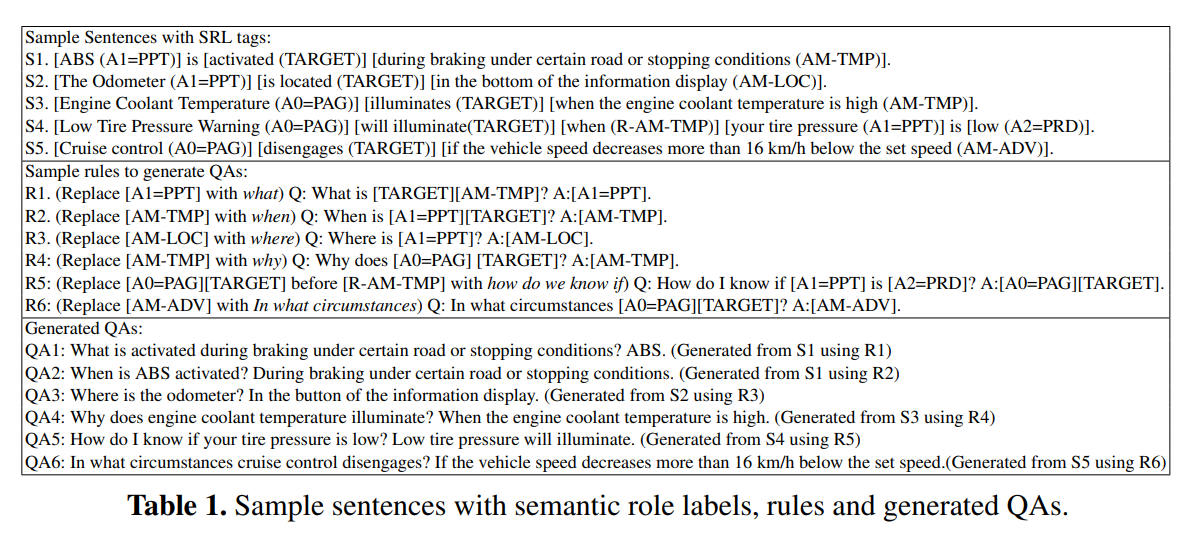 Sample Sentences with SRL tags:
S1. [ABS (A1=PPT)] is [activated (TARGET)] [during braking under certain road or stopping conditions (AM-TMP)].
S2. [The Odometer (A1=PPT)] [is located (TARGET)] [in the bottom of the information display (AM-LOC)].
S3. [Engine Coolant Temperature (A0=PAG)] [illuminates (TARGET)] [when the engine coolant temperature is high (AM-TMP)].
S4. [Low Tire Pressure Warning (A0=PAG)] [will illuminate(TARGET)] [when (R-AM-TMP)] [your tire pressure (A1=PPT)] is [low (A2=PRD)].
S5. [Cruise control (A0=PAG)] [disengages (TARGET)] [if the vehicle speed decreases more than 16 km/h below the set speed (AM-ADV)].
Sample rules to generate QAs:
R1. (Replace [A1=PPT] with what) Q: What is [TARGET][AM-TMP]? A:[A1=PPT].
R2. (Replace [AM-TMP] with when) Q: When is [A1=PPT][TARGET]? A:[AM-TMP].
R3. (Replace [AM-LOC] with where) Q: Where is [A1=PPT]? A:[AM-LOC].
R4: (Replace [AM-TMP] with why) Q: Why does [A0=PAG] [TARGET]? A:[AM-TMP].
R5: (Replace [A0=PAG][TARGET] before [R-AM-TMP] with how do we know if) Q: How do I know if [A1=PPT] is [A2=PRD]? A:[A0=PAG][TARGET].
R6: (Replace [AM-ADV] with In what circumstances) Q: In what circumstances [A0=PAG][TARGET]? A:[AM-ADV].
Generated QAs:
QA1: What is activated during braking under certain road or stopping conditions? ABS. (Generated from S1 using R1)
QA2: When is ABS activated? During braking under certain road or stopping conditions. (Generated from S1 using R2)
QA3: Where is the odometer? In the button of the information display. (Generated from S2 using R3)
QA4: Why does engine coolant temperature illuminate? When the engine coolant temperature is high. (Generated from S3 using R4)
QA5: How do I know if your tire pressure is low? Low tire pressure will illuminate. (Generated from S4 using R5)
QA6: In what circumstances cruise control disengages? If the vehicle speed decreases more than 16 km/h below the set speed.(Generated from S5 using R6)
Table 1. Sample sentences with semantic role labels, rules and generated QAs.